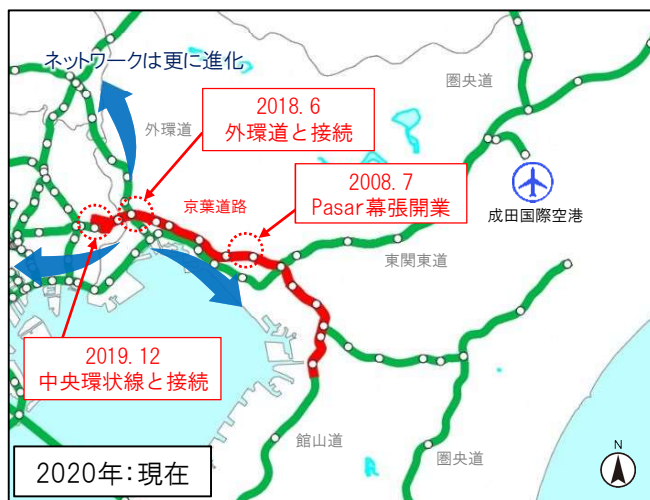 ネットワークは更に進化
圏央道
2018.6
外環道と接続
外環道
2008.7
Pasar幕張開業
京葉道路
成田国際空港
東関東道
2019.12
中央環状線と接続
館山道
圏央道
N
2020年：現在